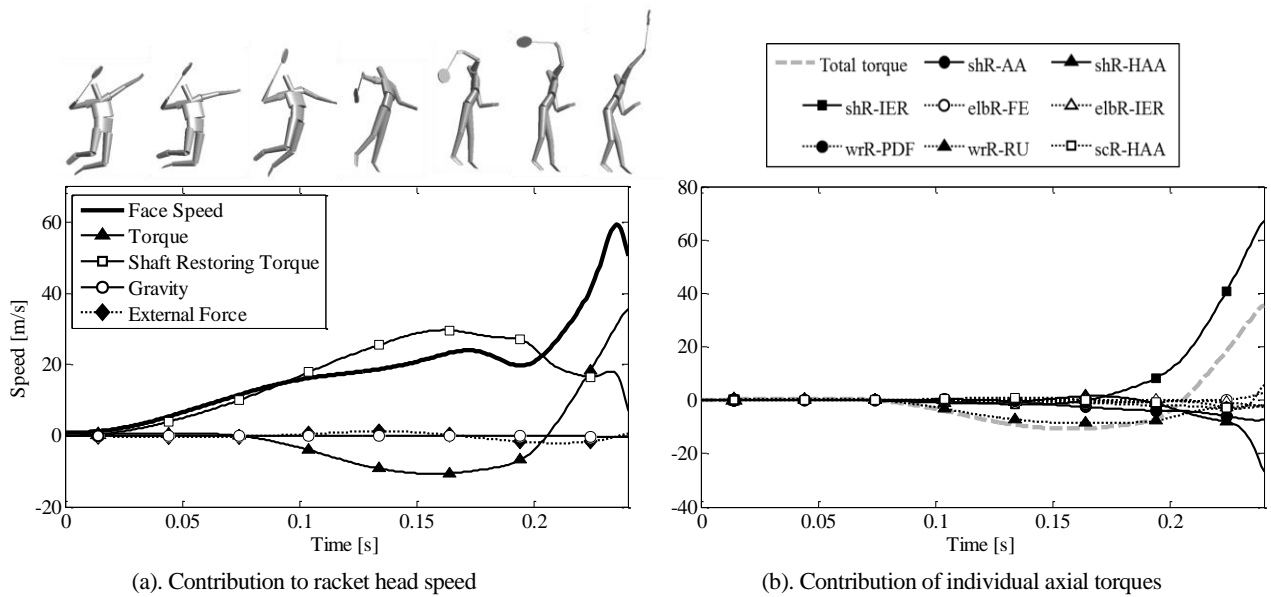 Face Speed
Torque
Shaft Restoring Torque
Gravity
External Force
60
40
20
0
-20
Speed [m/s]
0
0.05
0.1
0.15
0.2
Time [s]
(a). Contribution to racket head speed
Total torque
shR-AA
shR-HAA
shR-IER
elbR-FE
elbR-IER
wrR-PDF
wrR-RU
scR-HAA
80
60
40
20
0
-20
-40
0
0.05
0.1
0.15
0.2
Time [s]
(b). Contribution of individual axial torques